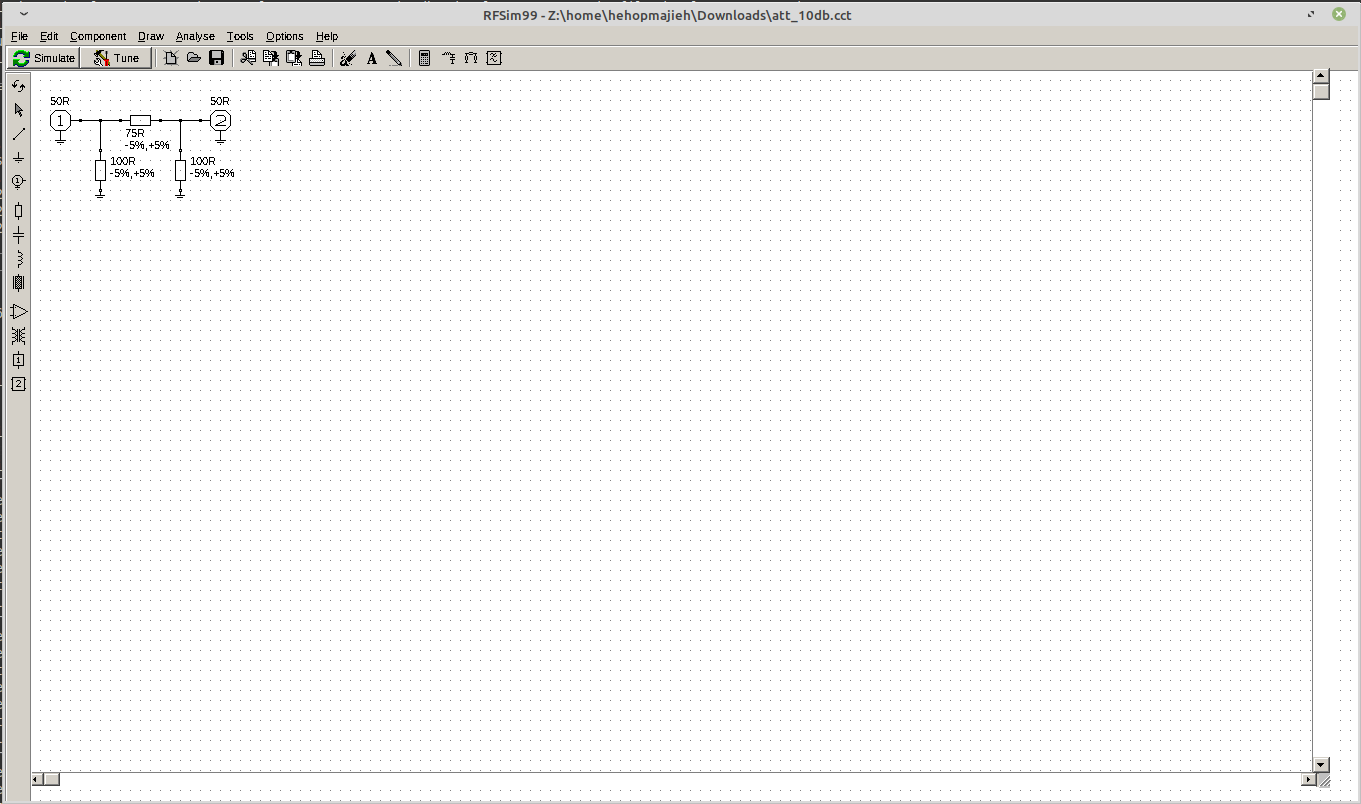 RFSim99 - Z:\home\hehopmajieh\Downloads\att_10db.cct
File Edit Component Draw Analyse Tools Options Help
Simulate Tune A
50R 50R
1 2
75R
-5%,+5%
100R 100R
-5%,+5% -5%,+5%
1
1
2